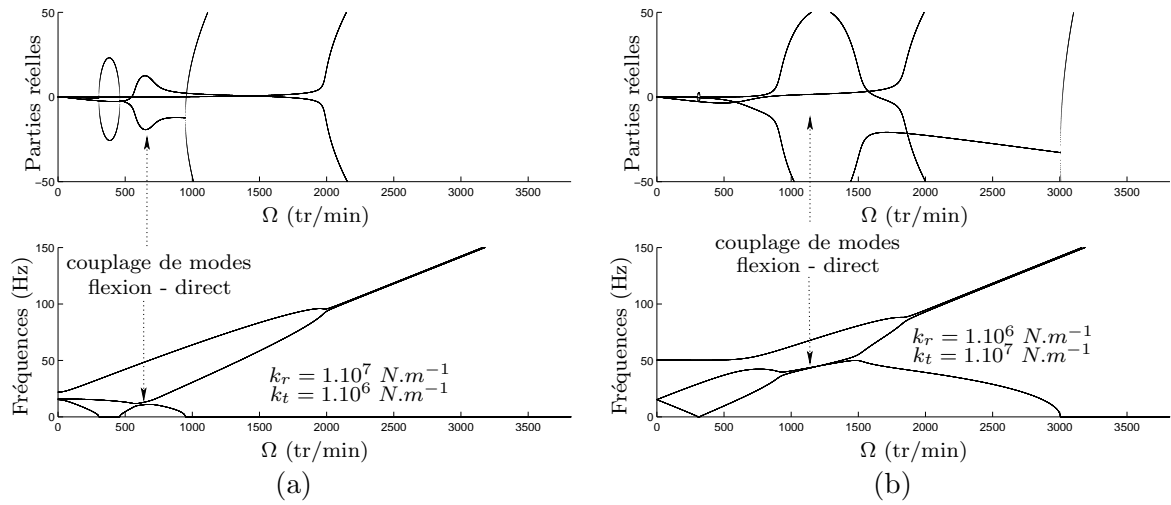 50
0
−50
Parties réelles
0 500 1000 1500 2000 2500 3000 3500
Ω (tr/min)
couplage de modes
flexion - direct
150
100
50
0
Fréquences (Hz)
k_r = 1.10^7 N.m^{−1}
k_t = 1.10^6 N.m^{−1}
0 500 1000 1500 2000 2500 3000 3500
Ω (tr/min)
(a)
50
0
−50
Parties réelles
0 500 1000 1500 2000 2500 3000 3500
Ω (tr/min)
couplage de modes
flexion - direct
150
100
50
0
Fréquences (Hz)
k_r = 1.10^6 N.m^{−1}
k_t = 1.10^7 N.m^{−1}
0 500 1000 1500 2000 2500 3000 3500
Ω (tr/min)
(b)